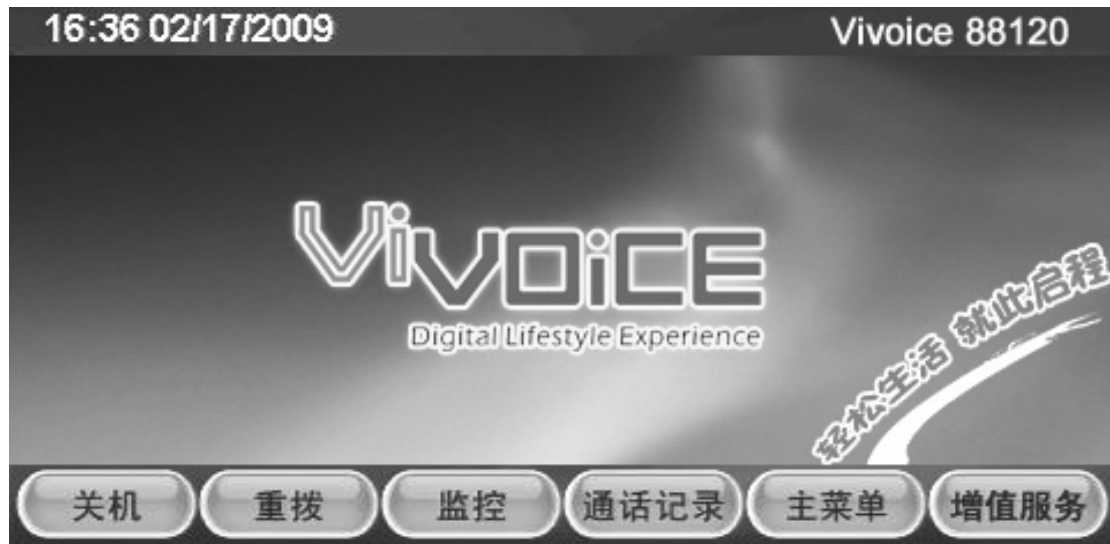 16:36 02/17/2009
Vivoice 88120
ViVOiCE
Digital Lifestyle Experience
轻松生活 就此启程
关机
重拨
监控
通话记录
主菜单
增值服务